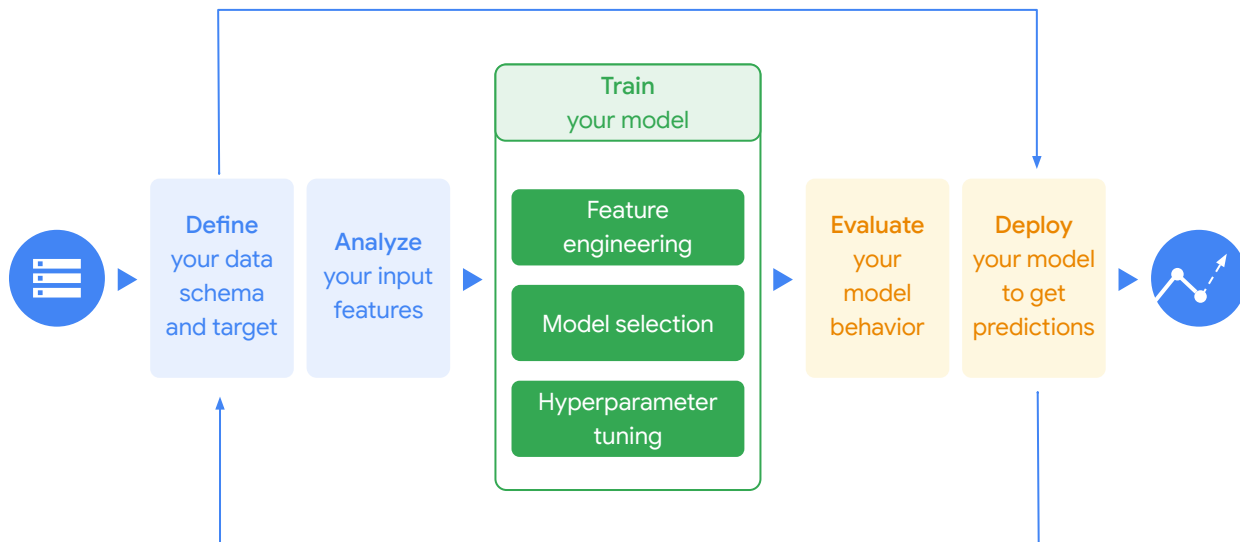 Define
your data
schema
and target
Analyze
your input
features
Train
your model
Feature
engineering
Model selection
Hyperparameter
tuning
Evaluate
your
model
behavior
Deploy
your model
to get
predictions